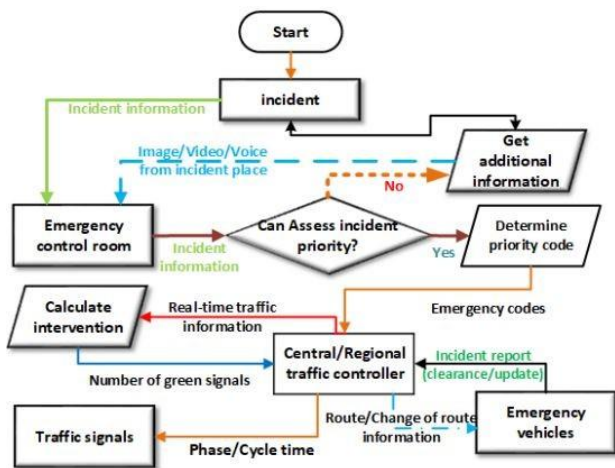 Start
incident
Incident information
Image/Video/Voice
from incident place
Get
additional
information
No
Emergency
control room
Incident
information
Can Assess incident
priority?
Yes
Determine
priority code
Emergency codes
Calculate
intervention
Real-time traffic
information
Central/Regional
traffic controller
Number of green signals
Incident report
(clearance/update)
Traffic signals
Phase/Cycle time
Route/Change of route
information
Emergency
vehicles